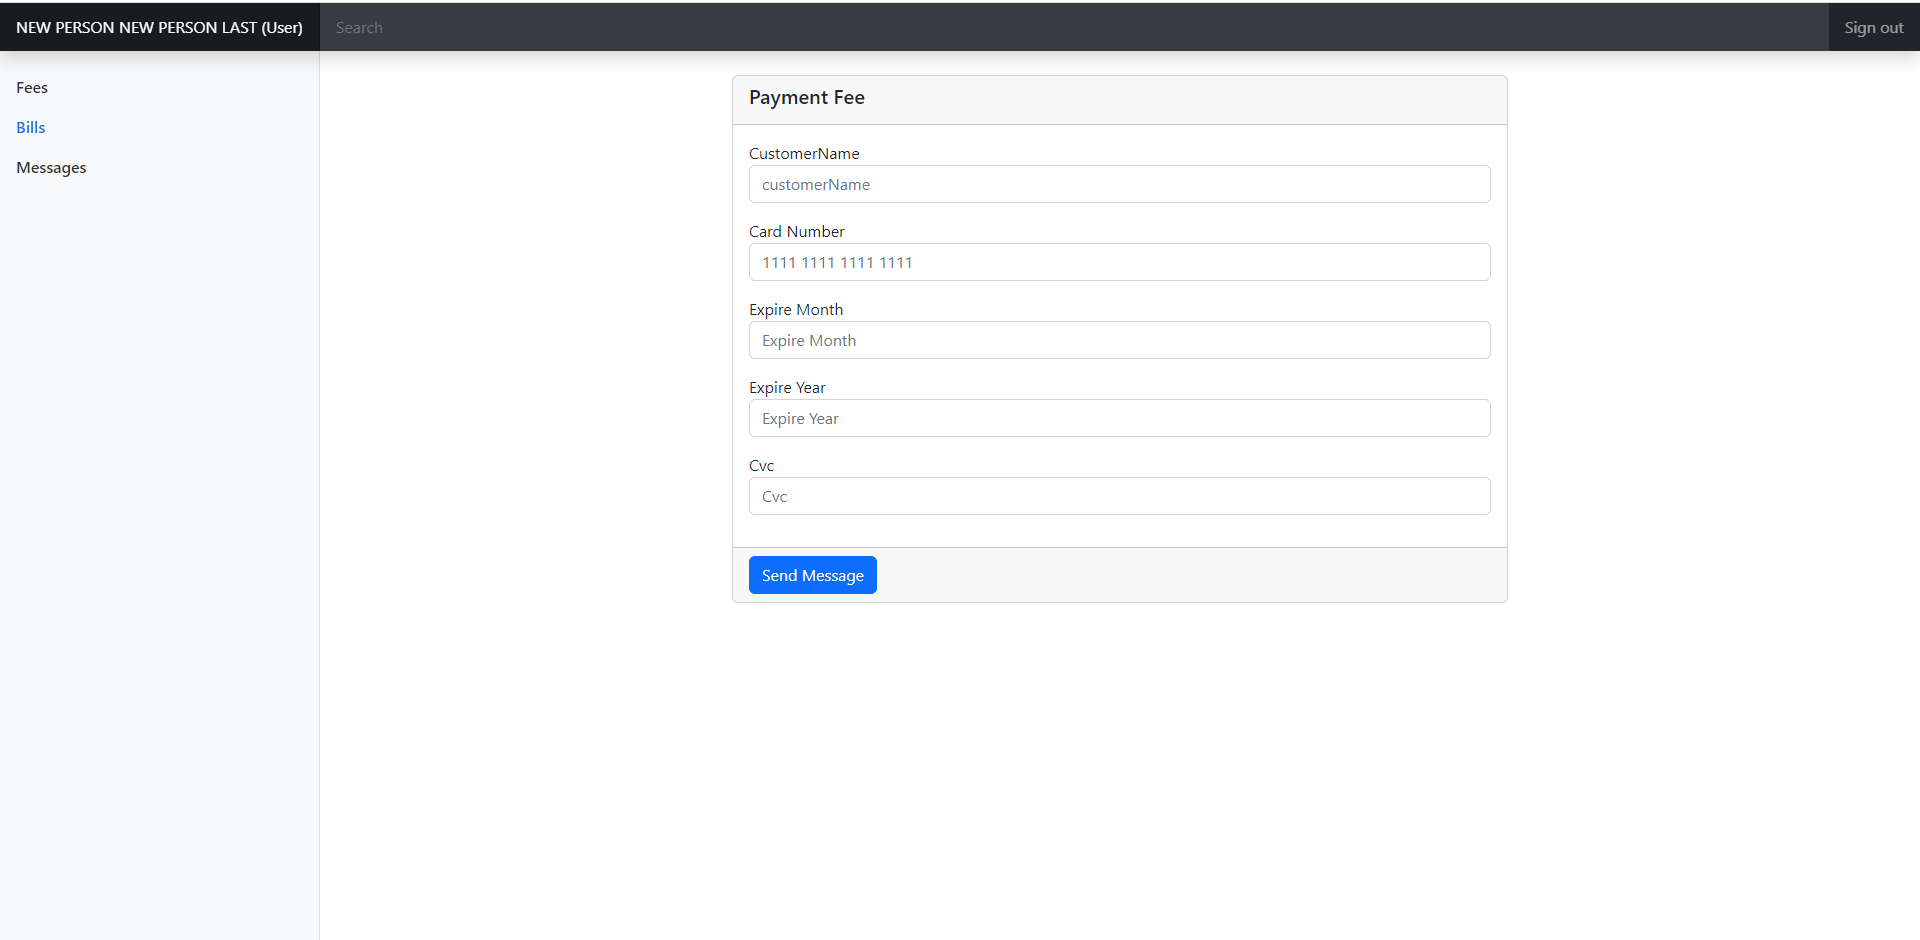 NEW PERSON NEW PERSON LAST (User)
Search
Sign out
Fees
Bills
Messages
Payment Fee
CustomerName
customerName
Card Number
1111 1111 1111 1111
Expire Month
Expire Month
Expire Year
Expire Year
Cvc
Cvc
Send Message